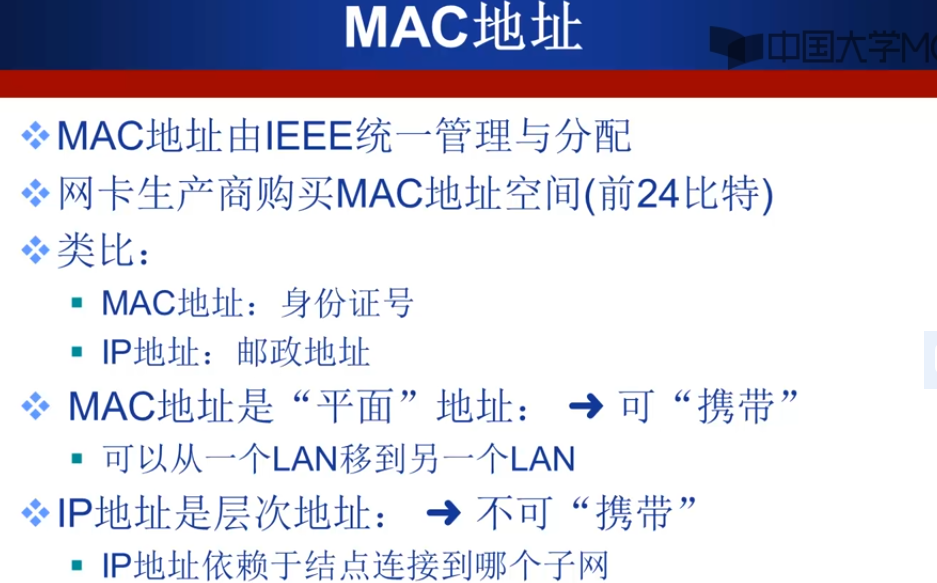 MAC地址
中国大学MO
MAC地址由IEEE统一管理与分配
网卡生产商购买MAC地址空间(前24比特)
类比：
MAC地址：身份证号
IP地址：邮政地址
MAC地址是“平面”地址： ➜ 可“携带”
可以从一个LAN移到另一个LAN
IP地址是层次地址： ➜ 不可“携带”
IP地址依赖于结点连接到哪个子网